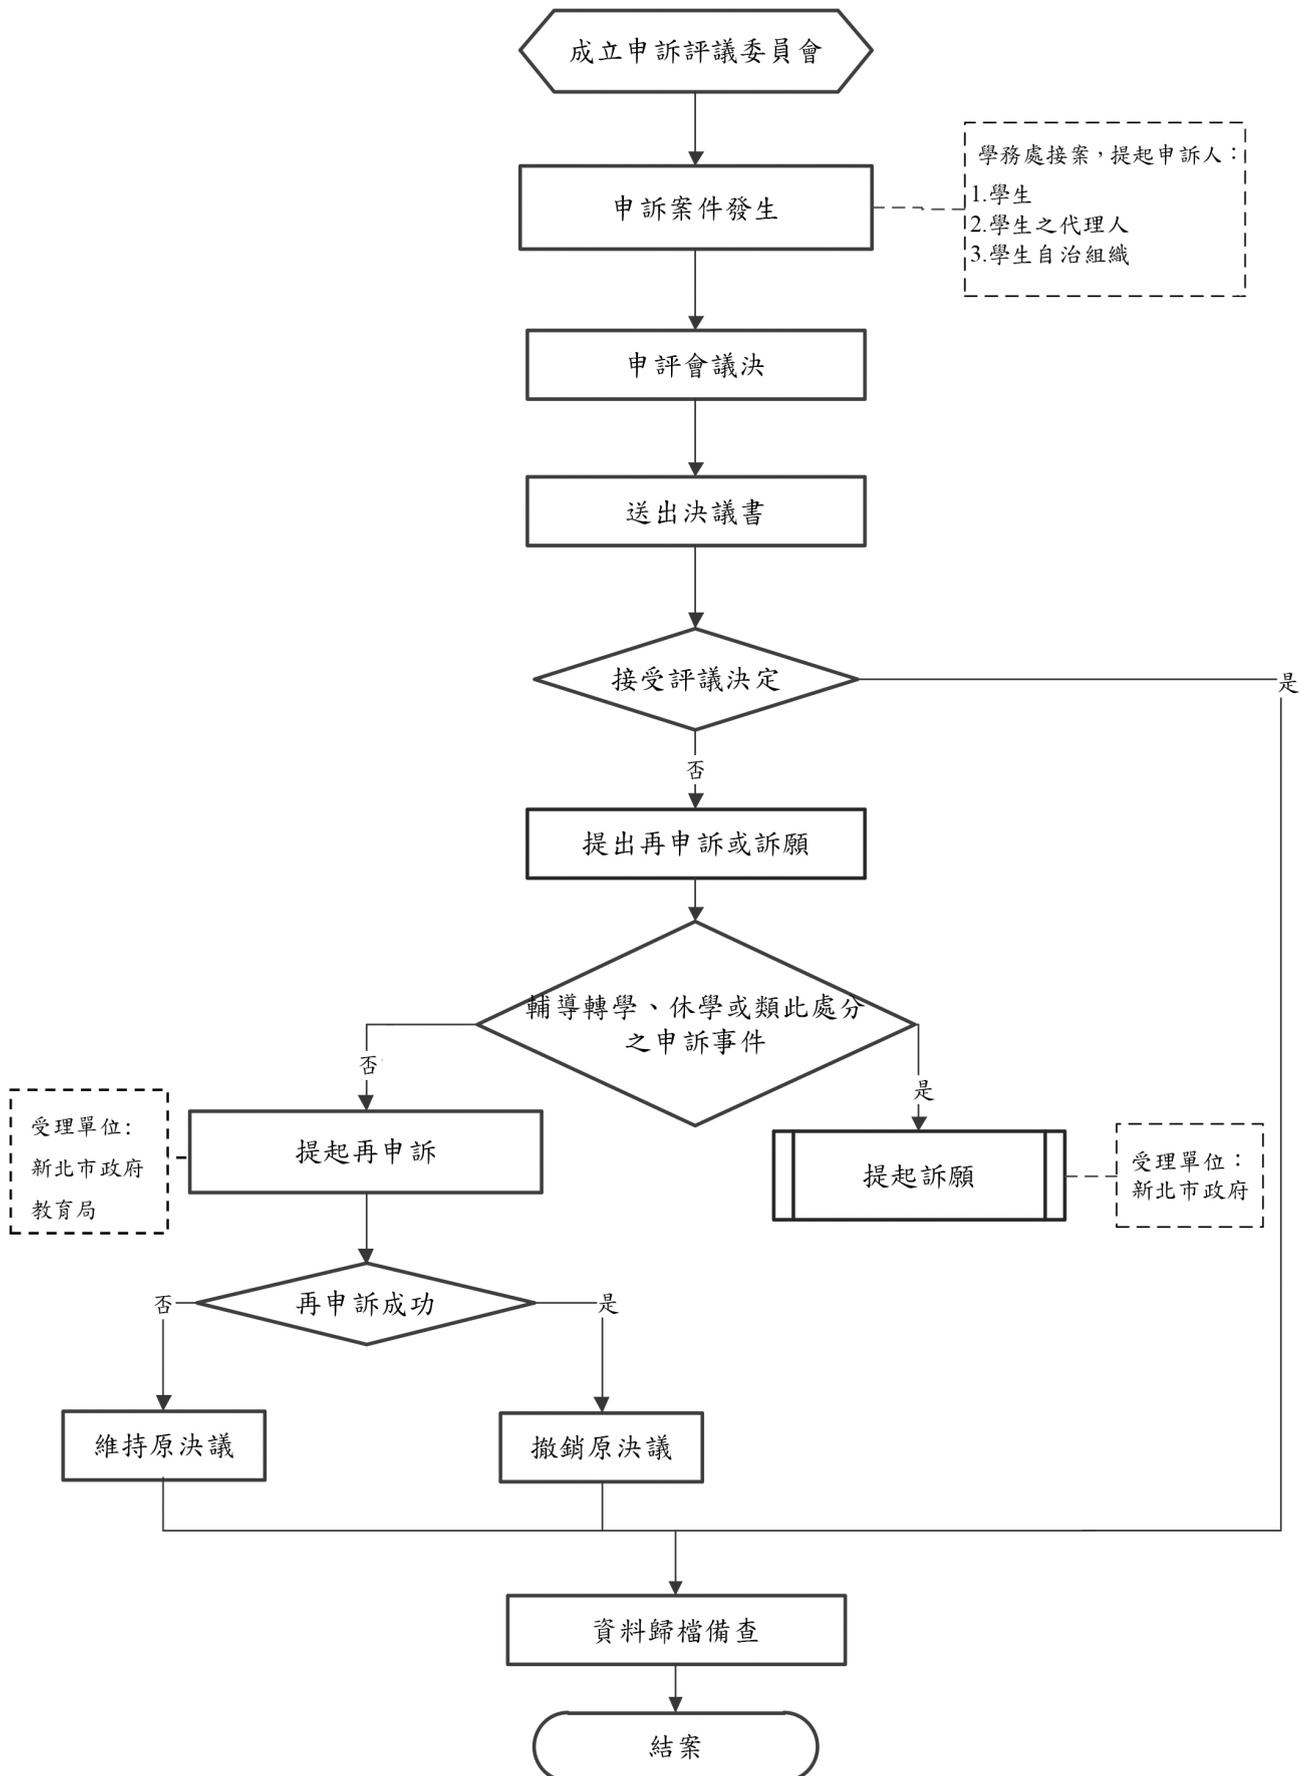 成立申訴評議委員會
學務處接案，提起申訴人：
1.學生
2.學生之代理人
3.學生自治組織
申訴案件發生
申評會議決
送出決議書
接受評議決定
是
否
提出再申訴或訴願
輔導轉學、休學或類此處分
之申訴事件
否
是
受理單位:
新北市政府
教育局
提起再申訴
提起訴願
受理單位：
新北市政府
再申訴成功
否
是
維持原決議
撤銷原決議
資料歸檔備查
結案